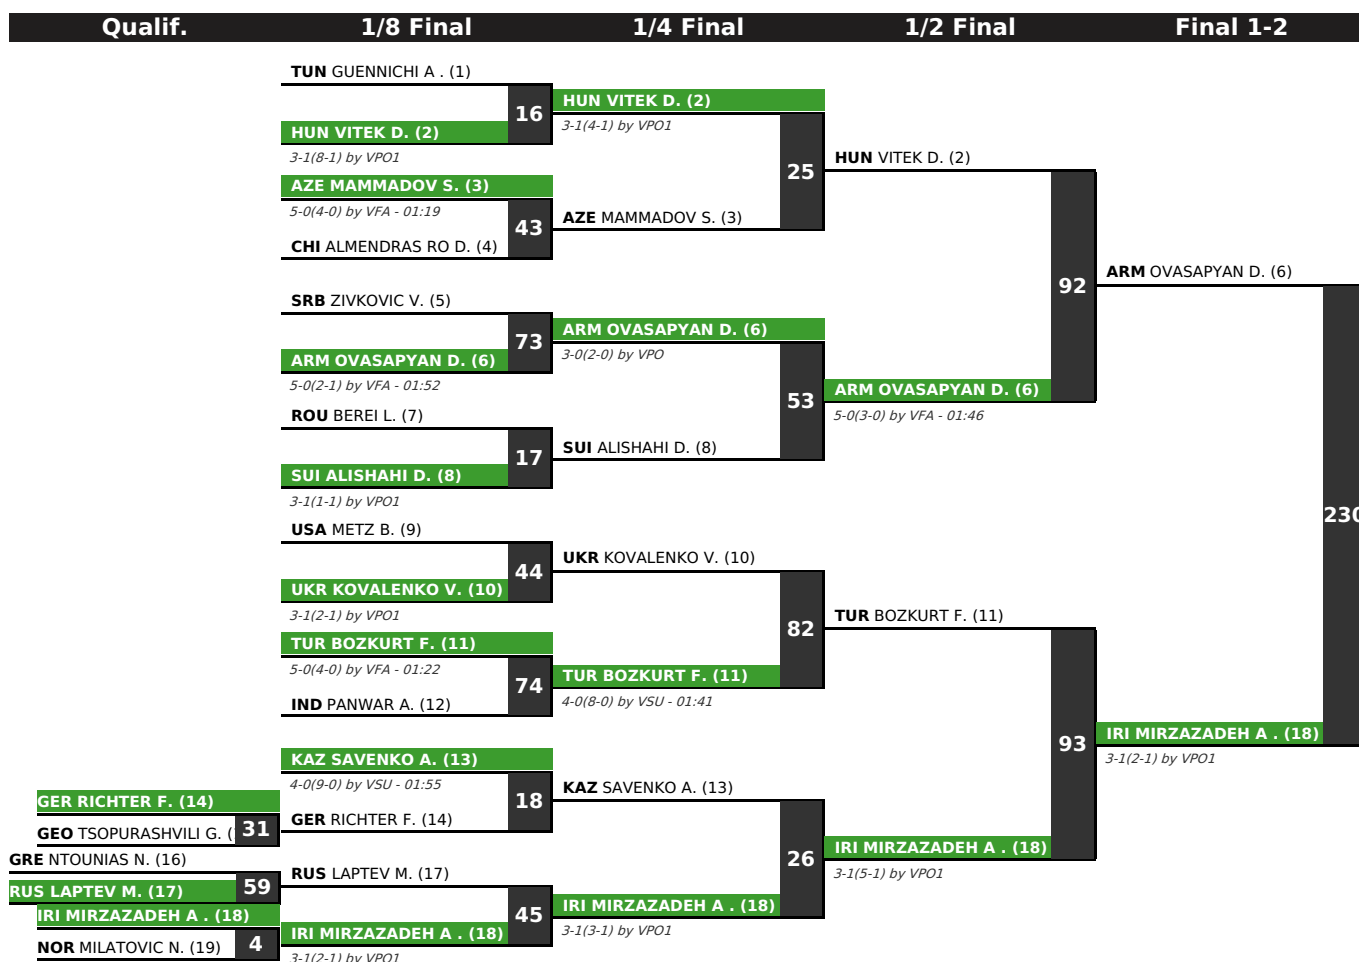 Qualif. 1/8 Final 1/4 Final 1/2 Final Final 1-2
TUN GUENNICHI A . (1)
16
HUN VITEK D. (2)
3-1(8-1) by VPO1
AZE MAMMADOV S. (3)
5-0(4-0) by VFA - 01:19
43
CHI ALMENDRAS RO D. (4)
SRB ZIVKOVIC V. (5)
73
ARM OVASAPYAN D. (6)
5-0(2-1) by VFA - 01:52
ROU BEREI L. (7)
17
SUI ALISHAHI D. (8)
3-1(1-1) by VPO1
USA METZ B. (9)
44
UKR KOVALENKO V. (10)
3-1(2-1) by VPO1
TUR BOZKURT F. (11)
5-0(4-0) by VFA - 01:22
74
IND PANWAR A. (12)
KAZ SAVENKO A. (13)
4-0(9-0) by VSU - 01:55
18
GER RICHTER F. (14)
RUS LAPTEV M. (17)
45
IRI MIRZAZADEH A . (18)
3-1(2-1) by VPO1
GER RICHTER F. (14)
31
GEO TSOPURASHVILI G. (
GRE NTOUNIAS N. (16)
59
RUS LAPTEV M. (17)
IRI MIRZAZADEH A . (18)
4
NOR MILATOVIC N. (19)
HUN VITEK D. (2)
3-1(4-1) by VPO1
25
AZE MAMMADOV S. (3)
ARM OVASAPYAN D. (6)
3-0(2-0) by VPO
53
SUI ALISHAHI D. (8)
UKR KOVALENKO V. (10)
82
TUR BOZKURT F. (11)
4-0(8-0) by VSU - 01:41
KAZ SAVENKO A. (13)
26
IRI MIRZAZADEH A . (18)
3-1(3-1) by VPO1
HUN VITEK D. (2)
92
ARM OVASAPYAN D. (6)
5-0(3-0) by VFA - 01:46
TUR BOZKURT F. (11)
93
IRI MIRZAZADEH A . (18)
3-1(5-1) by VPO1
ARM OVASAPYAN D. (6)
230
IRI MIRZAZADEH A . (18)
3-1(2-1) by VPO1